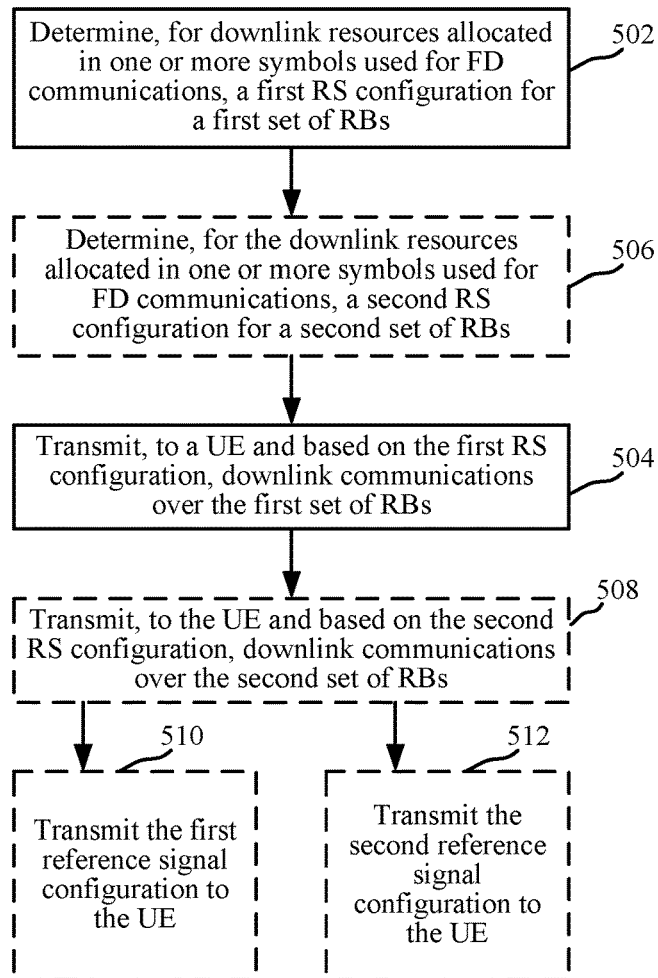 Determine, for downlink resources allocated
in one or more symbols used for FD
communications, a first RS configuration for
a first set of RBs
502
Determine, for the downlink resources
allocated in one or more symbols used for
FD communications, a second RS
configuration for a second set of RBs
506
Transmit, to a UE and based on the first RS
configuration, downlink communications
over the first set of RBs
504
Transmit, to the UE and based on the second
RS configuration, downlink communications
over the second set of RBs
508
510
Transmit the first
reference signal
configuration to
the UE
512
Transmit the
second reference
signal
configuration to
the UE